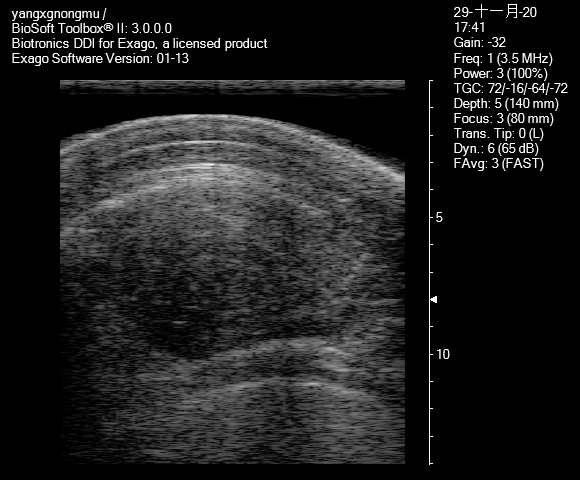 yangxgnongmu /
BioSoft Toolbox® II: 3.0.0.0
Biotronics DDI for Exago, a licensed product
Exago Software Version: 01-13
29-十一月-20
17:41
Gain: -32
Freq: 1 (3.5 MHz)
Power: 3 (100%)
TGC: 72/-16/-64/-72
Depth: 5 (140 mm)
Focus: 3 (80 mm)
Trans. Tip: 0 (L)
Dyn.: 6 (65 dB)
FAvg: 3 (FAST)
5
10